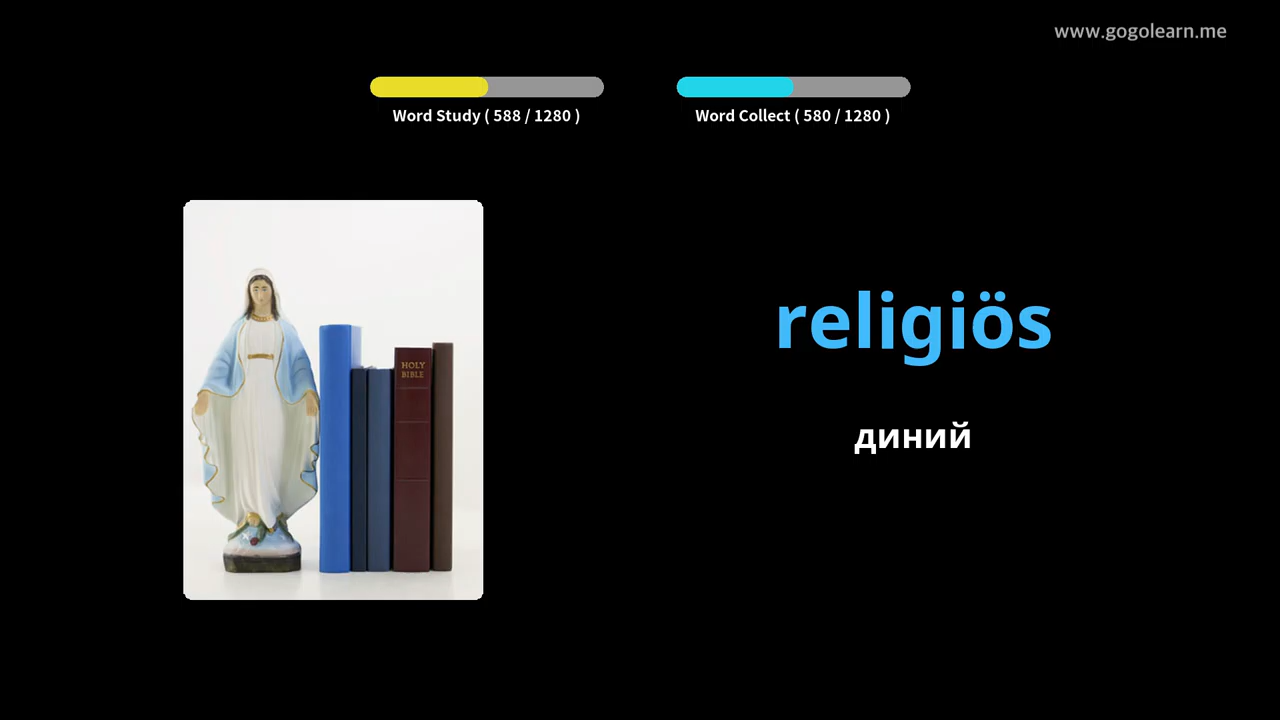 www.gogolearn.me
Word Study ( 588 / 1280 )
Word Collect ( 580 / 1280 )
HOLY
BIBLE
religiös
диний